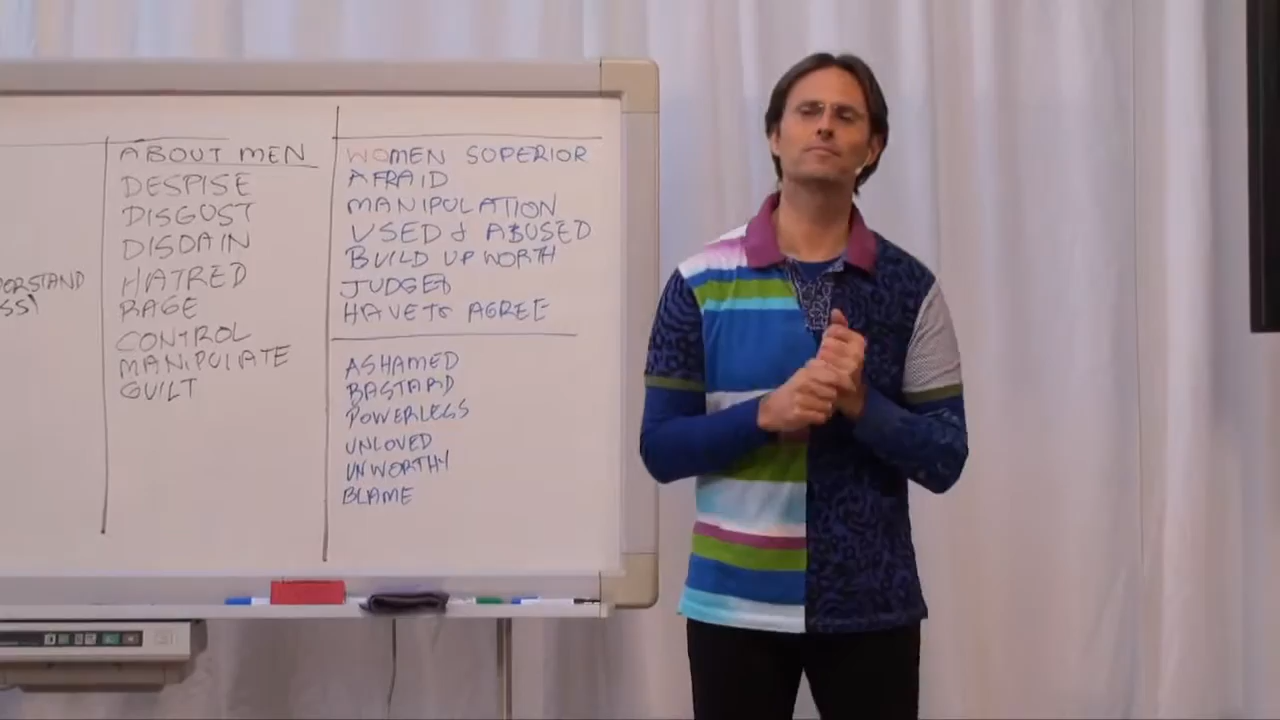 ABOUT MEN
DESPISE
DISGUST
DISDAIN
HATRED
RAGE
CONTROL
MANIPULATE
GUILT
WOMEN SUPERIOR
AFRAID
MANIPULATION
USED & ABUSED
BUILD UP WORTH
JUDGED
HAVE TO AGREE
ASHAMED
BASTARD
POWERLESS
UNLOVED
UNWORTHY
BLAME